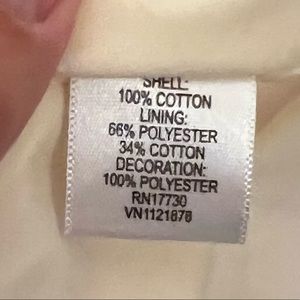 SHELL:
100% COTTON
LINING:
66% POLYESTER
34% COTTON
DECORATION:
100% POLYESTER
RN17730
VN1121878